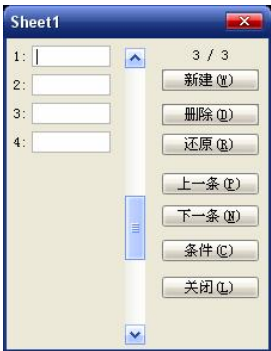 Sheet1
1:
2:
3:
4:
3 / 3
新建(W)
删除(D)
还原(R)
上一条(P)
下一条(N)
条件(C)
关闭(L)